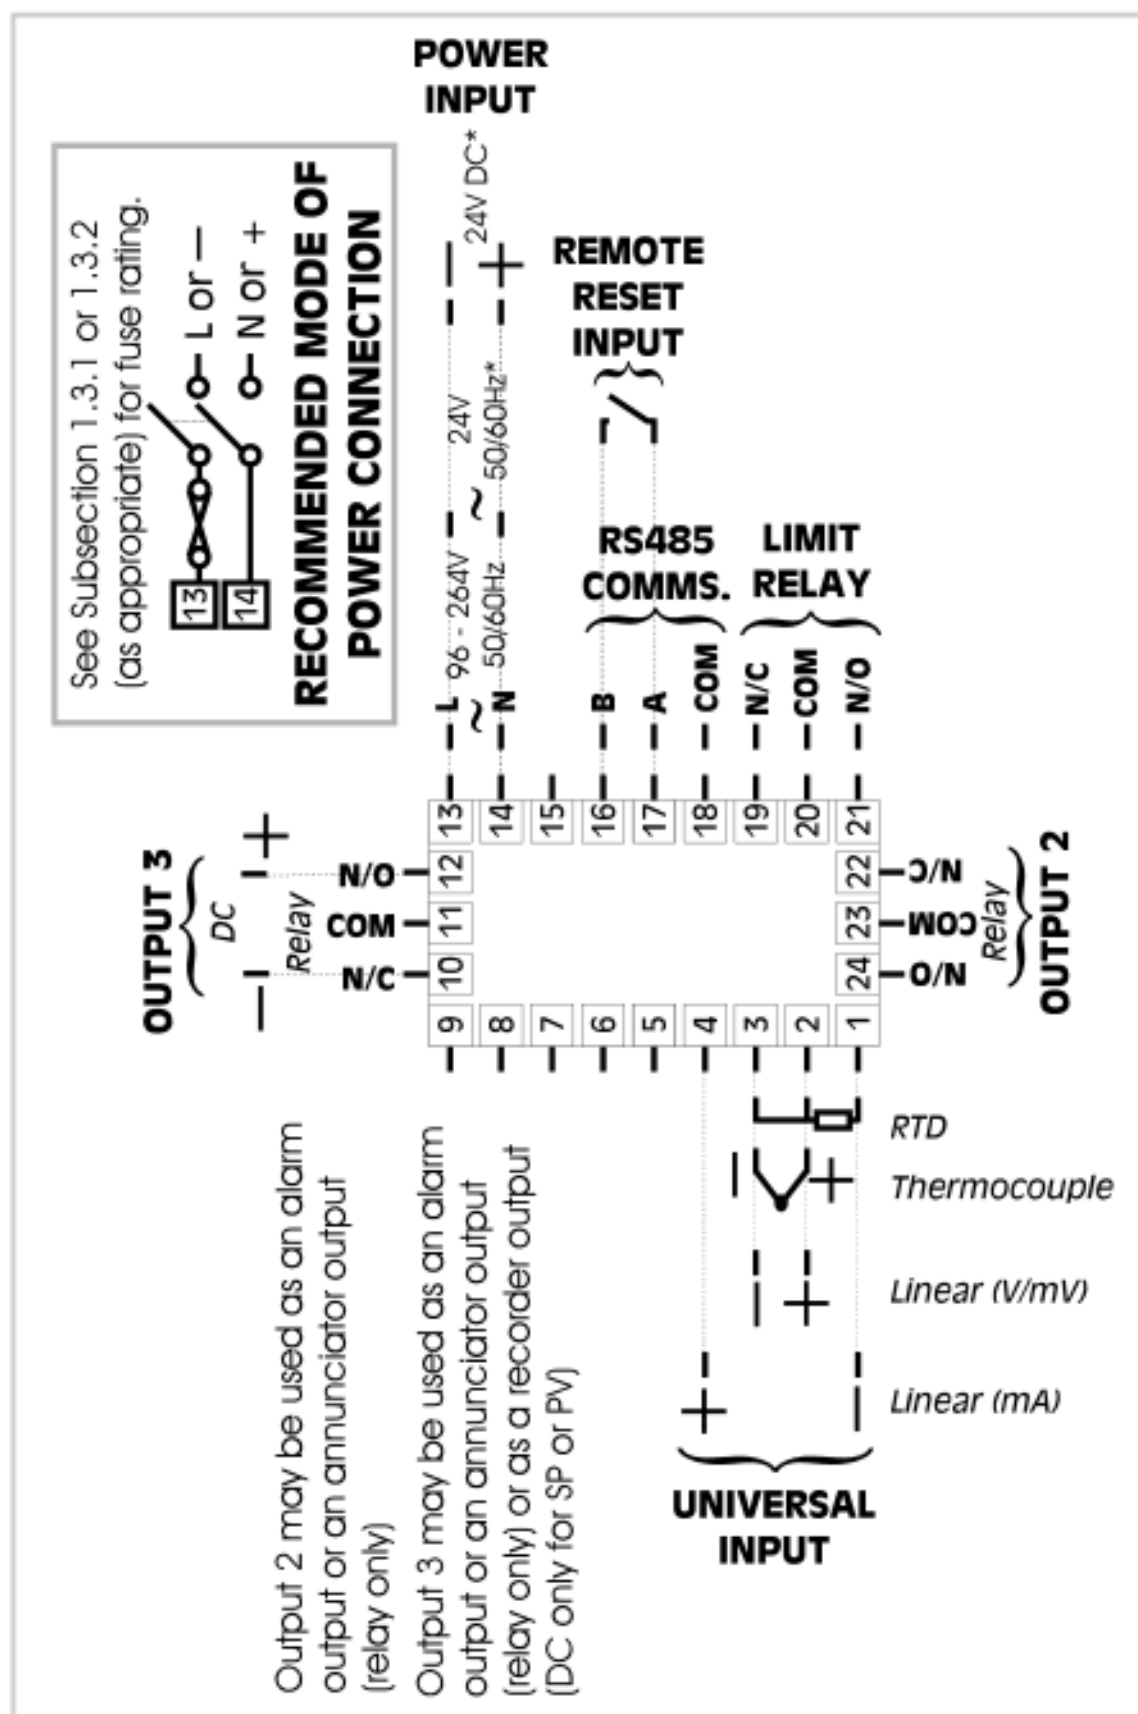 POWER
INPUT
24V DC*
See Subsection 1.3.1 or 1.3.2
(as appropriate) for fuse rating.
13
L or —
14
N or +
RECOMMENDED MODE OF
POWER CONNECTION
24V
50/60Hz*
~
96 - 264V
50/60Hz
~
L
N
REMOTE
RESET
INPUT
RS485
COMMS.
LIMIT
RELAY
B
A
COM
N/C
COM
N/O
13 14 15 16 17 18 19 20 21
OUTPUT 3
DC
+
—
Relay
N/O
COM
N/C
12
11
10
22
23
24
N/C
COM
N/O
Relay
OUTPUT 2
9 8 7 6 5 4 3 2 1
RTD
— + Thermocouple
— + Linear (V/mV)
+ — Linear (mA)
UNIVERSAL
INPUT
Output 2 may be used as an alarm
output or an annunciator output
(relay only)
Output 3 may be used as an alarm
output or an annunciator output
(relay only) or as a recorder output
(DC only for SP or PV)